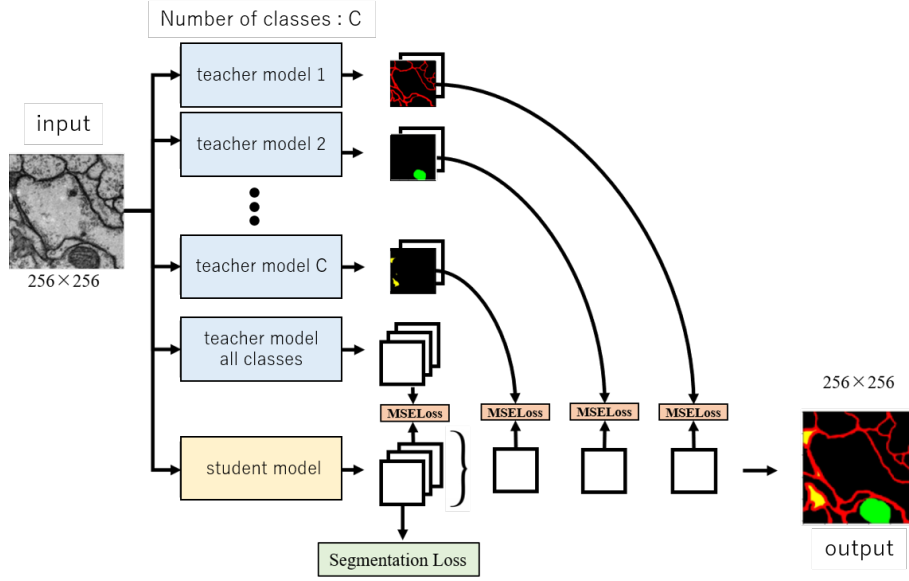 Number of classes : C
teacher model 1
input
teacher model 2
256×256
teacher model C
teacher model
all classes
256×256
MSELoss
MSELoss
MSELoss
MSELoss
student model
output
Segmentation Loss